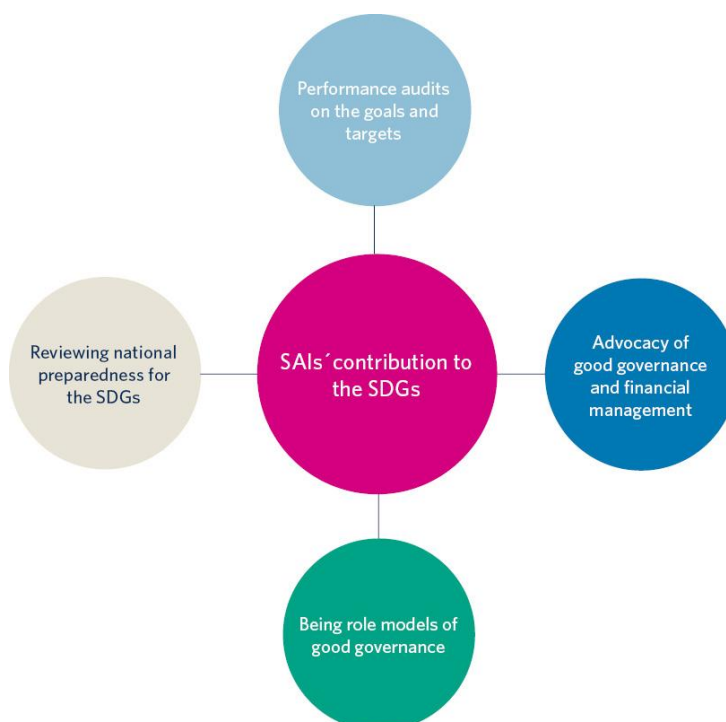 Performance audits
on the goals and
targets
Reviewing national
preparedness for
the SDGs
SAIs´contribution to
the SDGs
Advocacy of
good governance
and financial
management
Being role models of
good governance